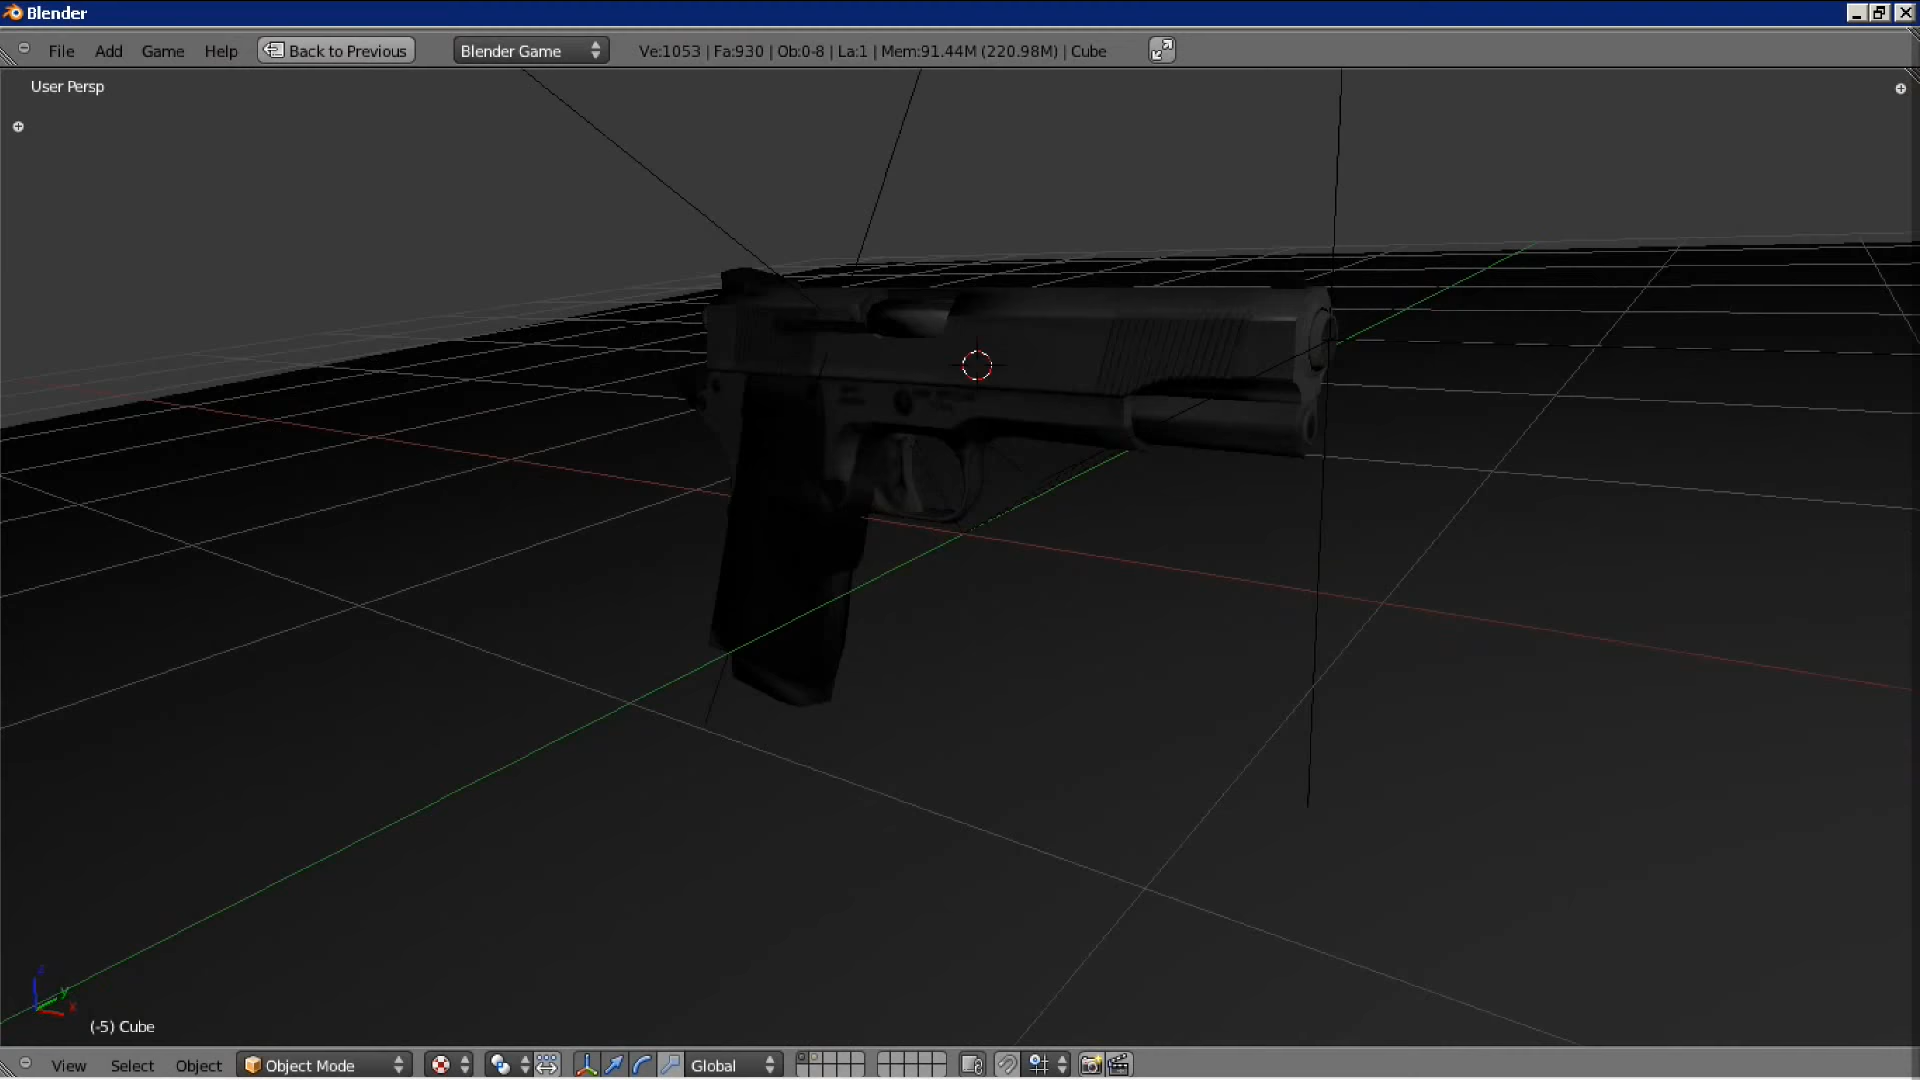 Blender
File Add Game Help Back to Previous Blender Game Ve:1053 | Fa:930 | Ob:0-8 | La:1 | Mem:91.44M (220.98M) | Cube
User Persp
z
y
x
(-5) Cube
View Select Object Object Mode Global